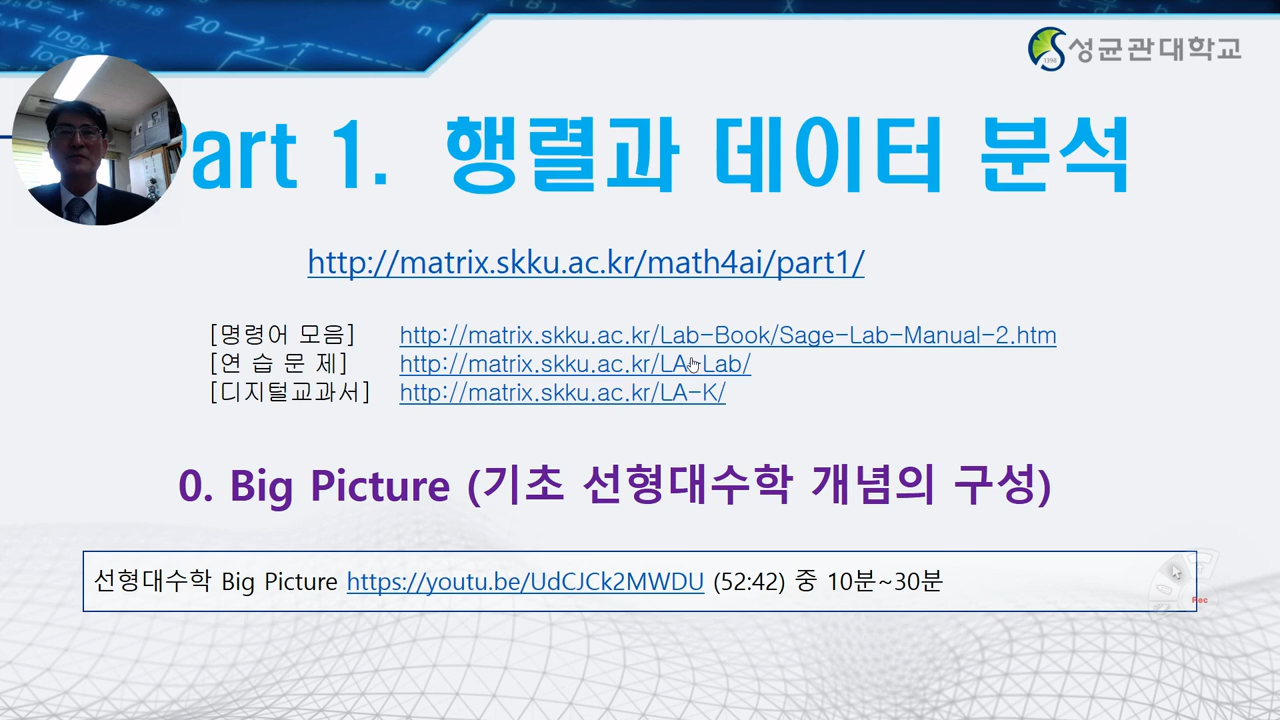 성균관대학교
Part 1. 행렬과 데이터 분석
http://matrix.skku.ac.kr/math4ai/part1/
[명령어 모음] http://matrix.skku.ac.kr/Lab-Book/Sage-Lab-Manual-2.htm
[연 습 문 제] http://matrix.skku.ac.kr/LA-Lab/
[디지털교과서] http://matrix.skku.ac.kr/LA-K/
0. Big Picture (기초 선형대수학 개념의 구성)
선형대수학 Big Picture https://youtu.be/UdCJCk2MWDU (52:42) 중 10분~30분
Rec